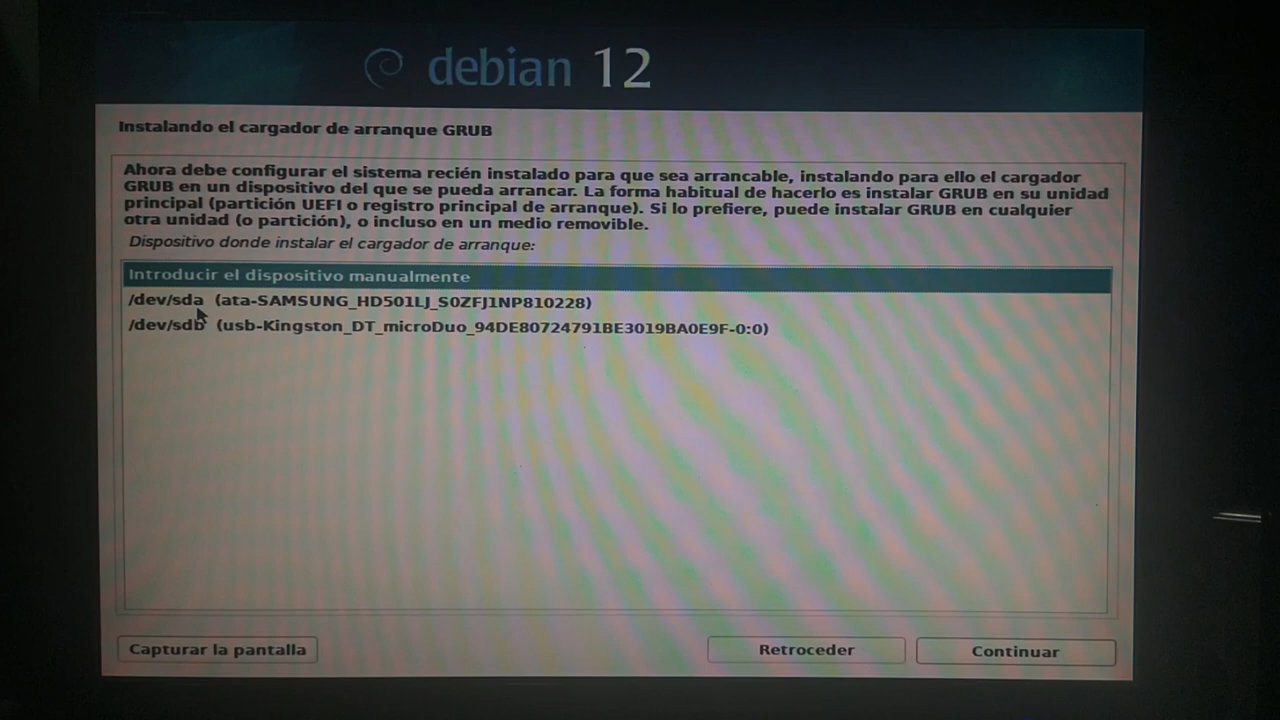 debian 12
Instalando el cargador de arranque GRUB
Ahora debe configurar el sistema recién instalado para que sea arrancable, instalando para ello el cargador
GRUB en un dispositivo del que se pueda arrancar. La forma habitual de hacerlo es instalar GRUB en su unidad
principal (partición UEFI o registro principal de arranque). Si lo prefiere, puede instalar GRUB en cualquier
otra unidad (o partición), o incluso en un medio removible.
Dispositivo donde instalar el cargador de arranque:
Introducir el dispositivo manualmente
/dev/sda (ata-SAMSUNG_HD501LJ_S0ZFJ1NP810228)
/dev/sdb (usb-Kingston_DT_microDuo_94DE80724791BE3019BA0E9F-0:0)
Capturar la pantalla
Retroceder
Continuar